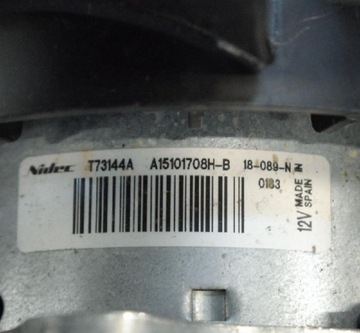 Nidec T73144A A15101708H-B 18-089-N
0183
12V MADE IN
SPAIN